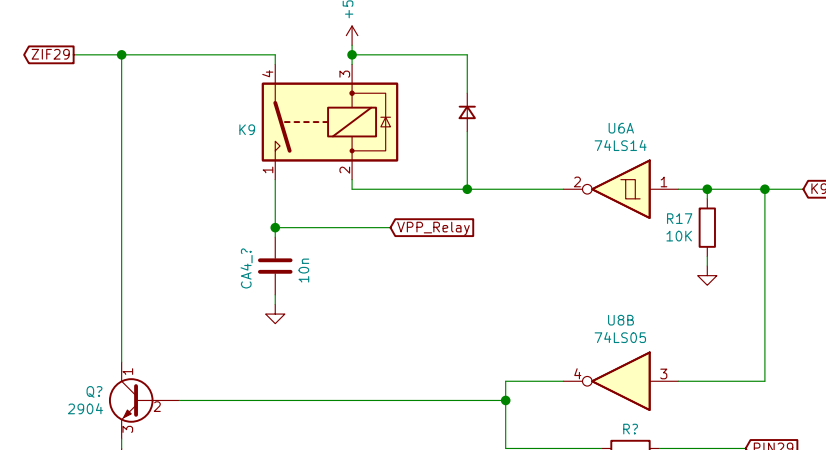 +5
ZIF29
4
3
K9
U6A
74LS14
2
1
K9
1
2
R17
10K
VPP_Relay
CA4_?
10n
U8B
74LS05
4
3
1
Q?
2904
2
3
R?
PIN29